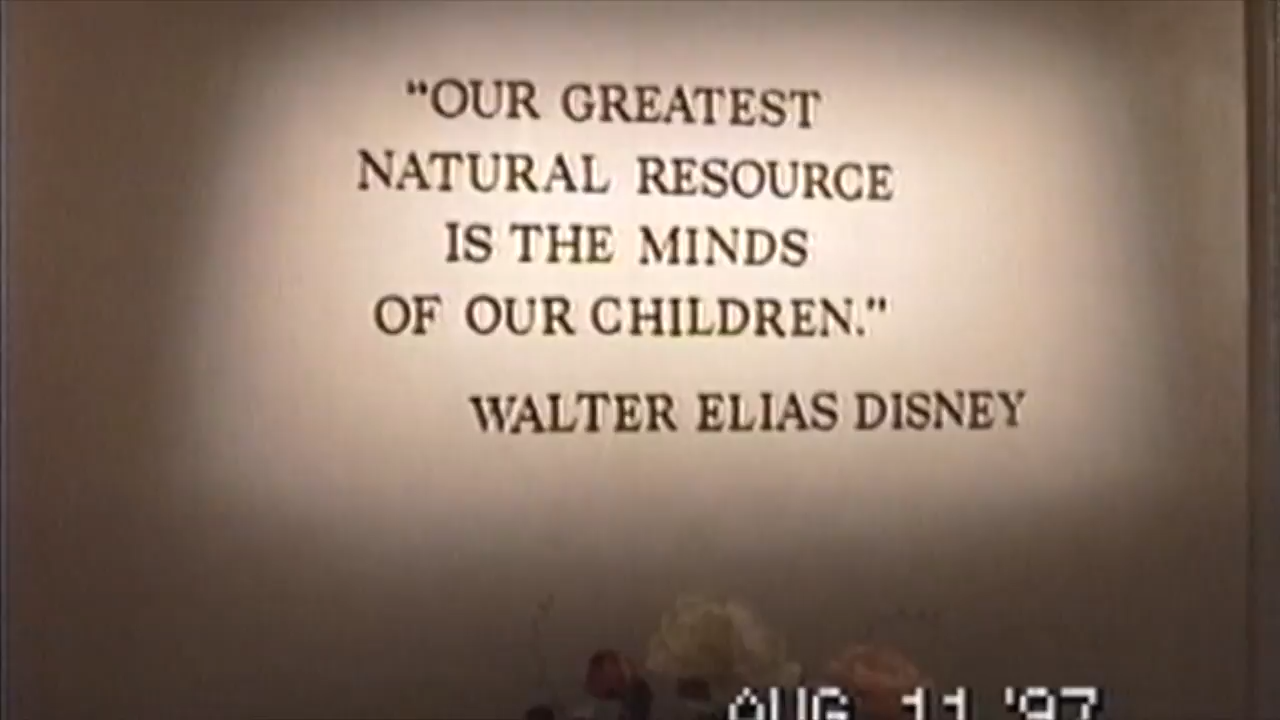 "OUR GREATEST
NATURAL RESOURCE
IS THE MINDS
OF OUR CHILDREN."
WALTER ELIAS DISNEY
AUG. 11 '97